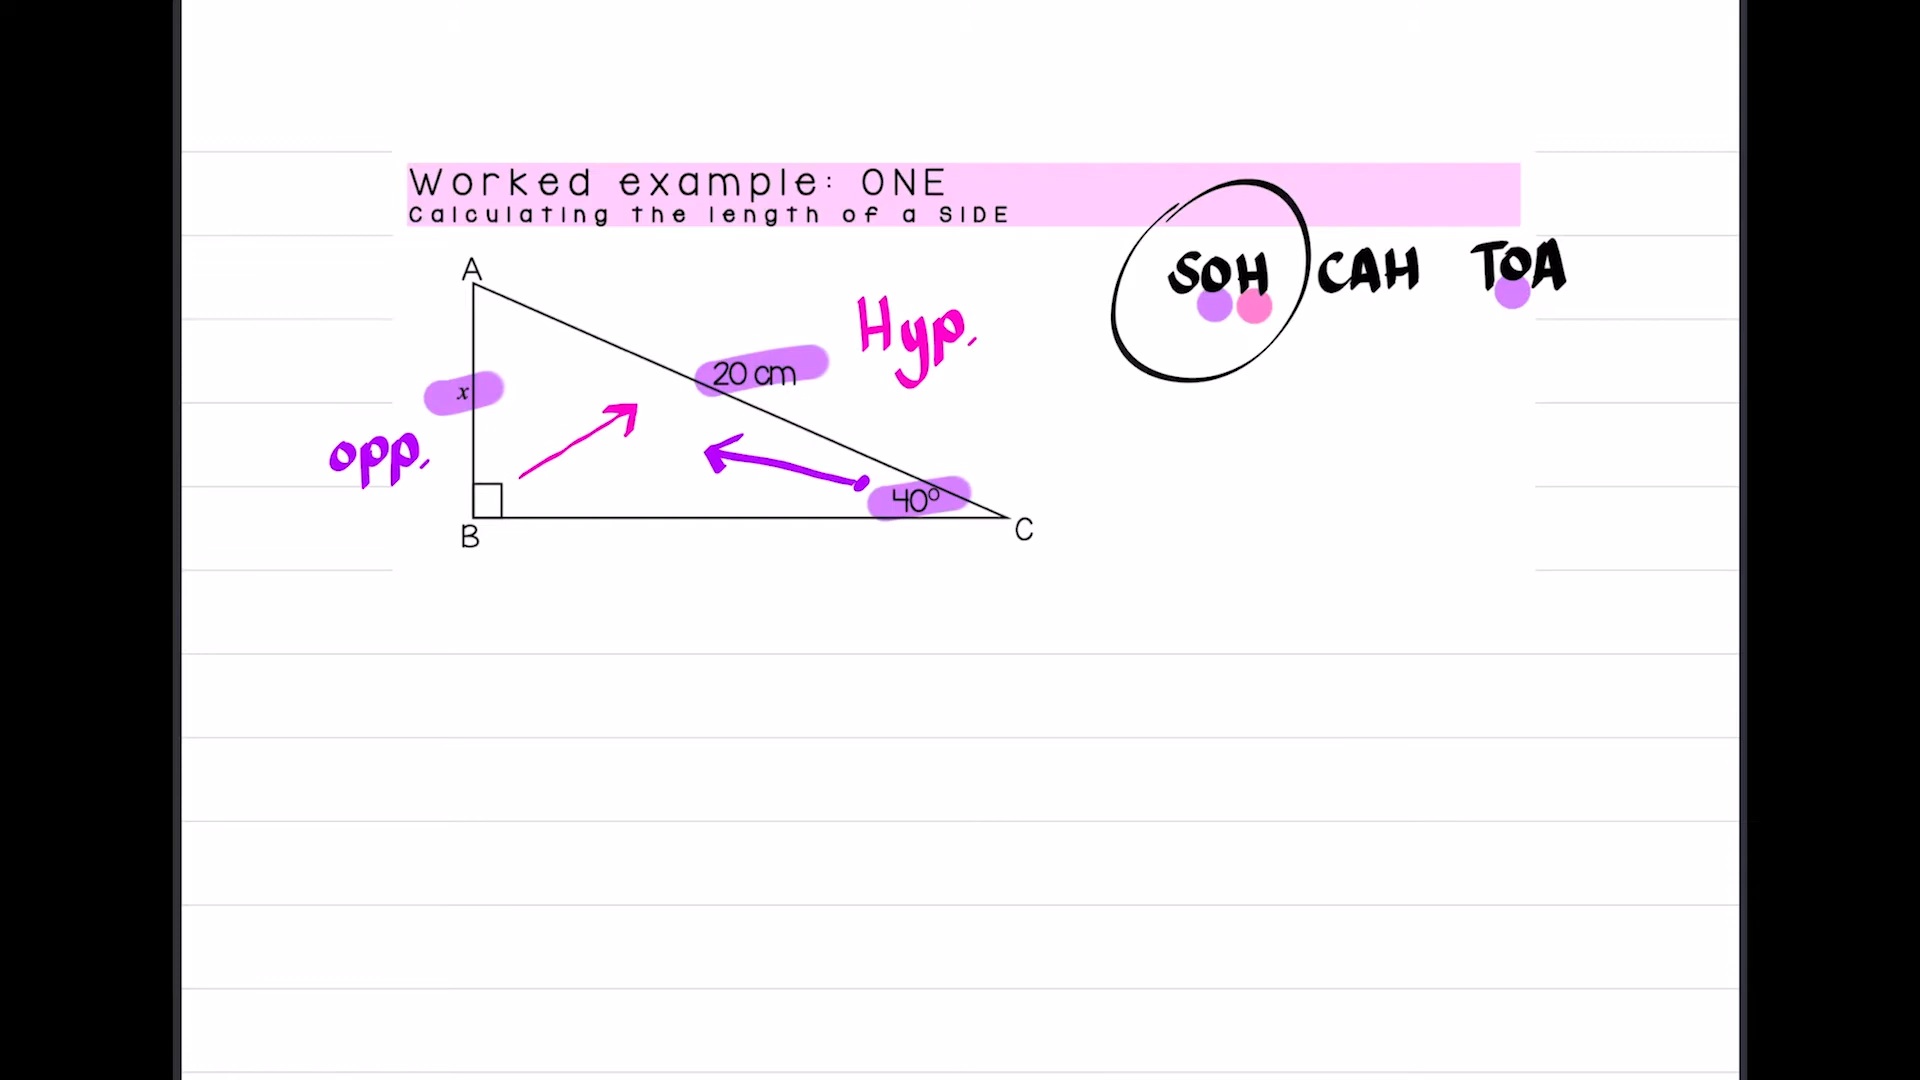 Worked example: ONE
Calculating the length of a SIDE
SOH CAH TOA
A
Hyp.
20 cm
x
opp.
40°
B
C